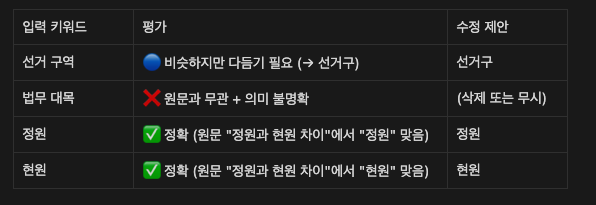 입력 키워드 평가 수정 제안
선거 구역 🔵 비슷하지만 다듬기 필요 (→ 선거구) 선거구
법무 대목 ❌ 원문과 무관 + 의미 불명확 (삭제 또는 무시)
정원 ✅ 정확 (원문 "정원과 현원 차이"에서 "정원" 맞음) 정원
현원 ✅ 정확 (원문 "정원과 현원 차이"에서 "현원" 맞음) 현원